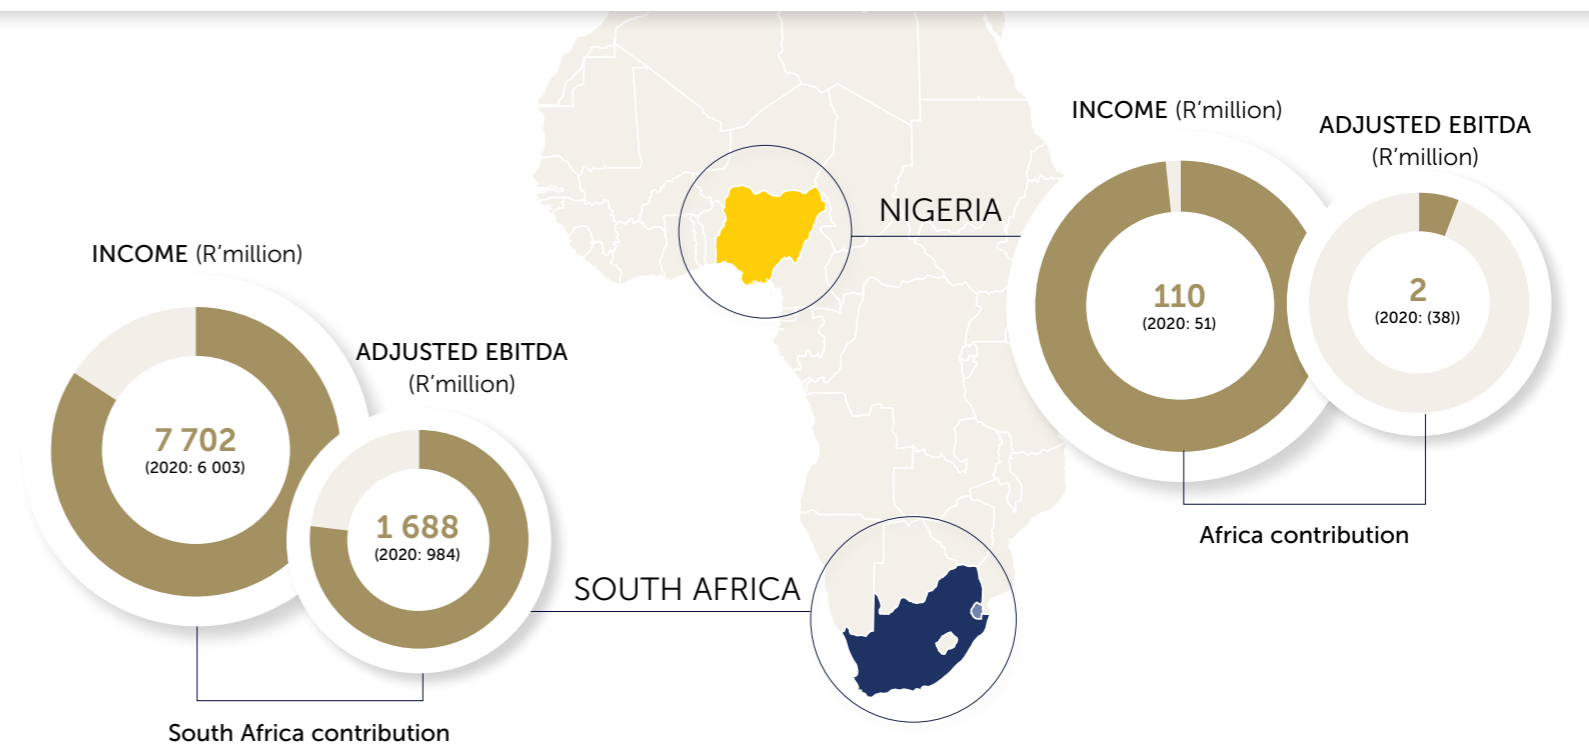 INCOME (R’million)
7 702
(2020: 6 003)
ADJUSTED EBITDA
(R’million)
1 688
(2020: 984)
South Africa contribution
SOUTH AFRICA
NIGERIA
INCOME (R’million)
110
(2020: 51)
ADJUSTED EBITDA
(R’million)
2
(2020: (38))
Africa contribution